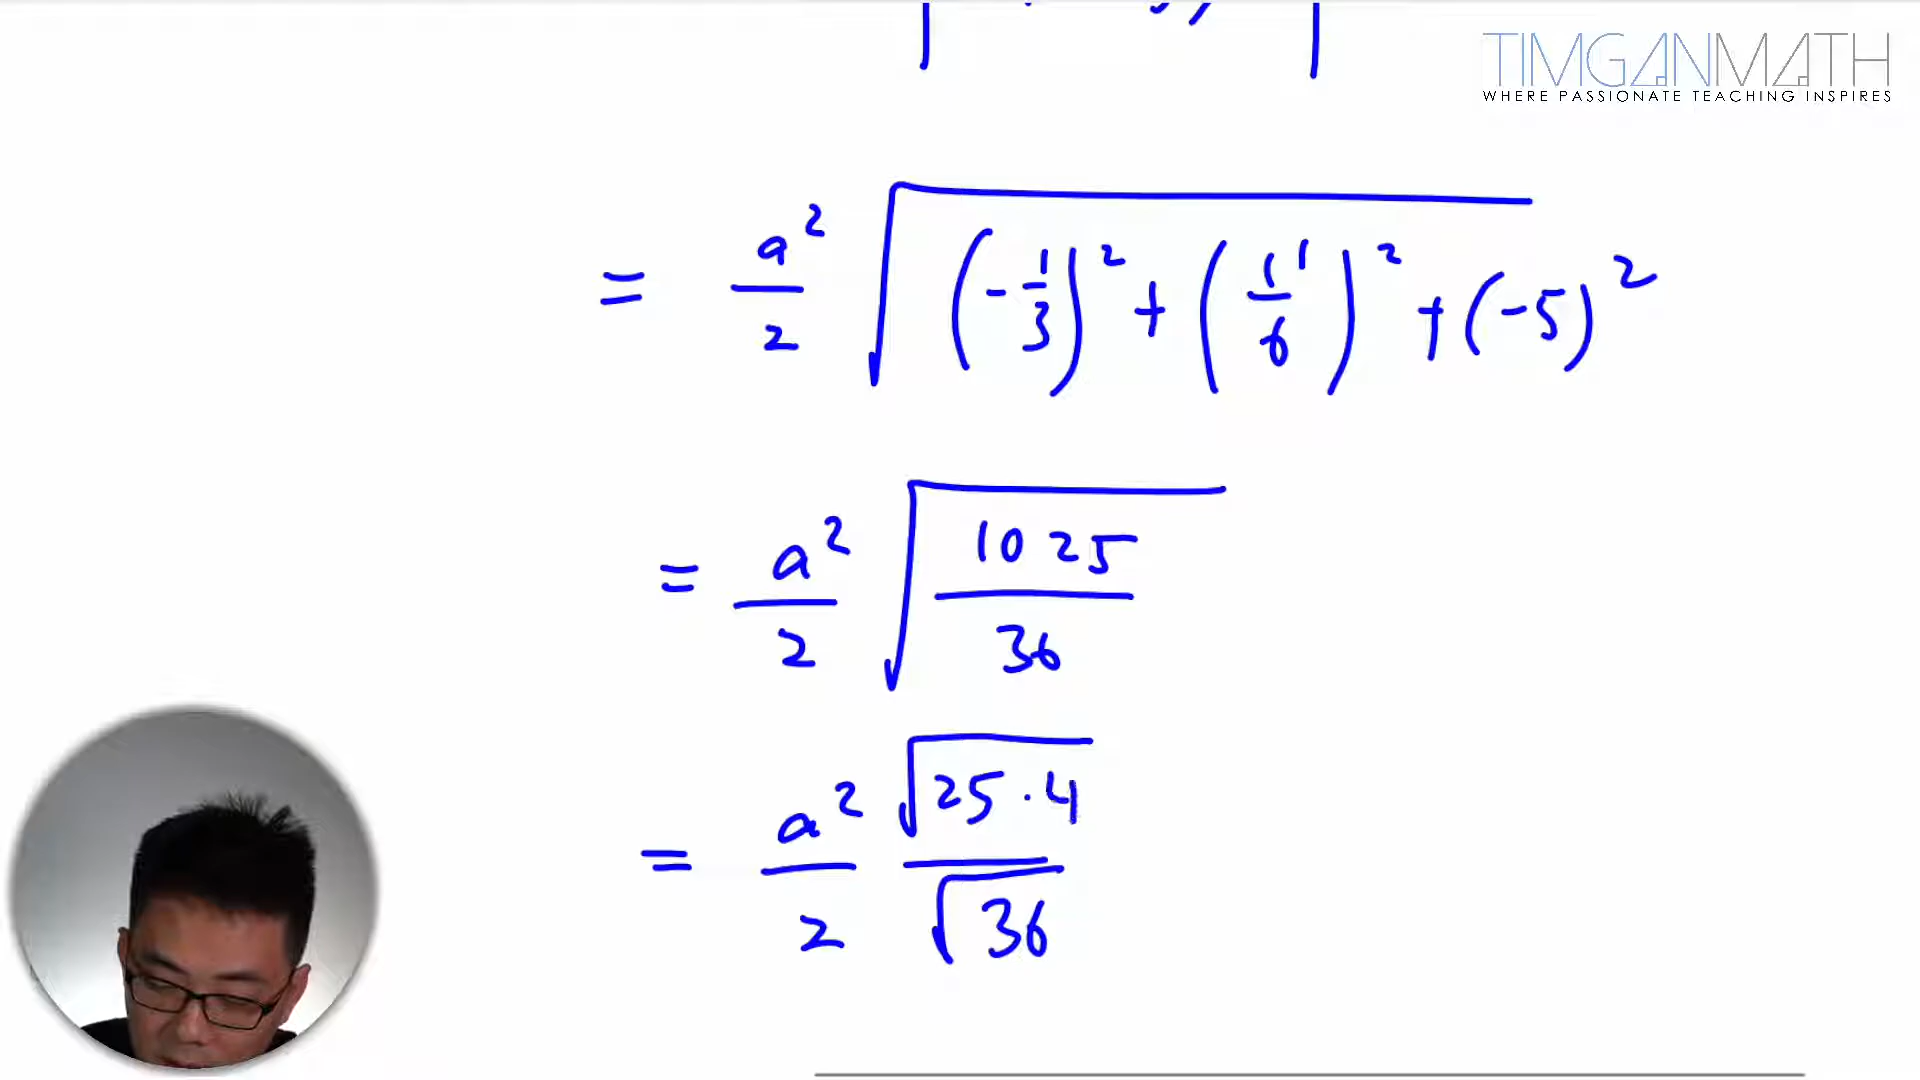 TIMGANMATH
WHERE PASSIONATE TEACHING INSPIRES
= a²/2 √((-1/3)² + (1'/6)² + (-5)²)
= a²/2 √(1025/36)
= a²/2 √(25·4)/√36